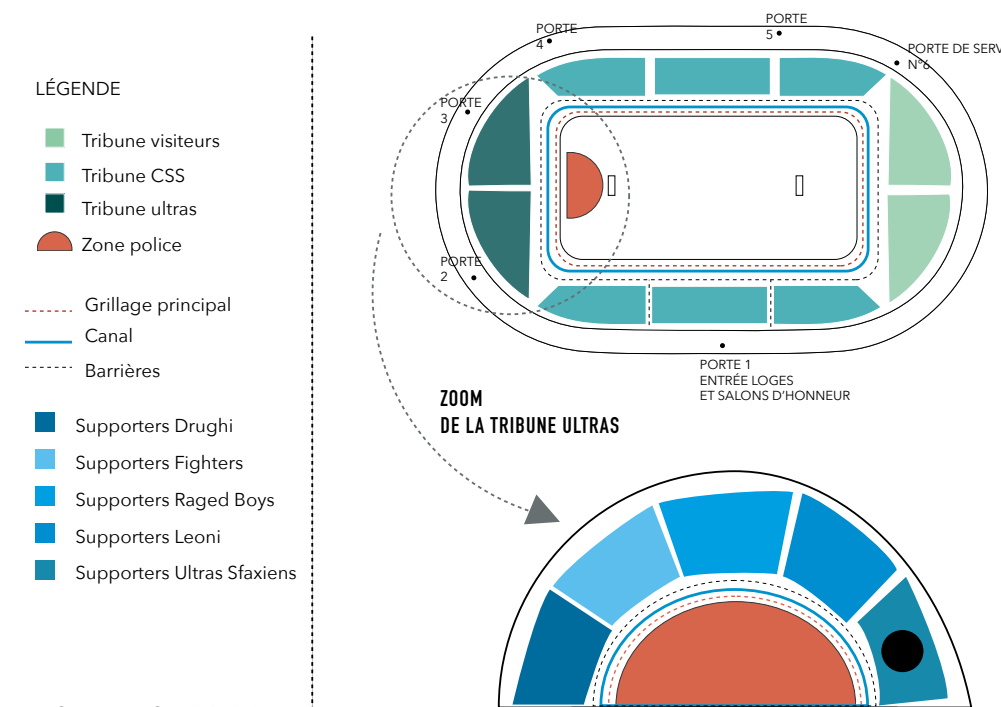 LÉGENDE
Tribune visiteurs
Tribune CSS
Tribune ultras
Zone police
Grillage principal
Canal
Barrières
Supporters Drughi
Supporters Fighters
Supporters Raged Boys
Supporters Leoni
Supporters Ultras Sfaxiens
PORTE
4
PORTE
5
PORTE DE SERV
N°6
PORTE
3
PORTE
2
PORTE 1
ENTRÉE LOGES
ET SALONS D'HONNEUR
ZOOM
DE LA TRIBUNE ULTRAS